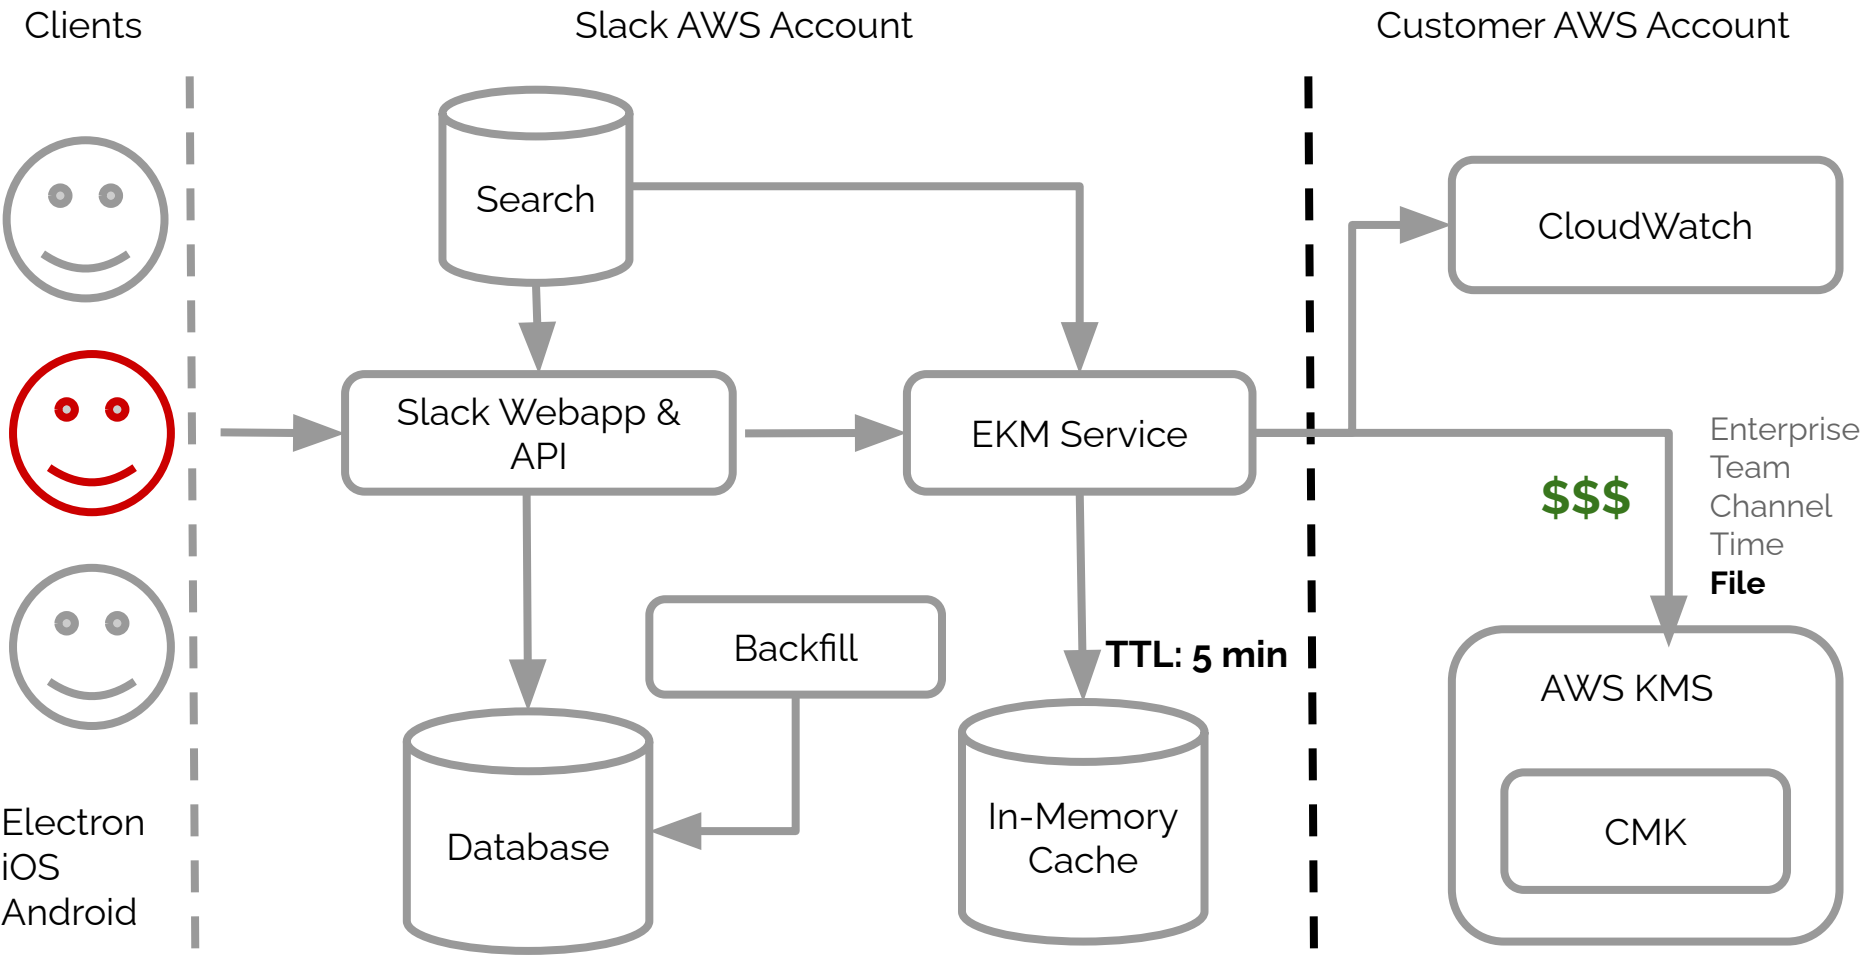 Clients
Slack AWS Account
Customer AWS Account
Search
CloudWatch
Slack Webapp &
API
EKM Service
Enterprise
Team
Channel
Time
File
$$$
Backfill
TTL: 5 min
AWS KMS
Electron
iOS
Android
Database
In-Memory
Cache
CMK